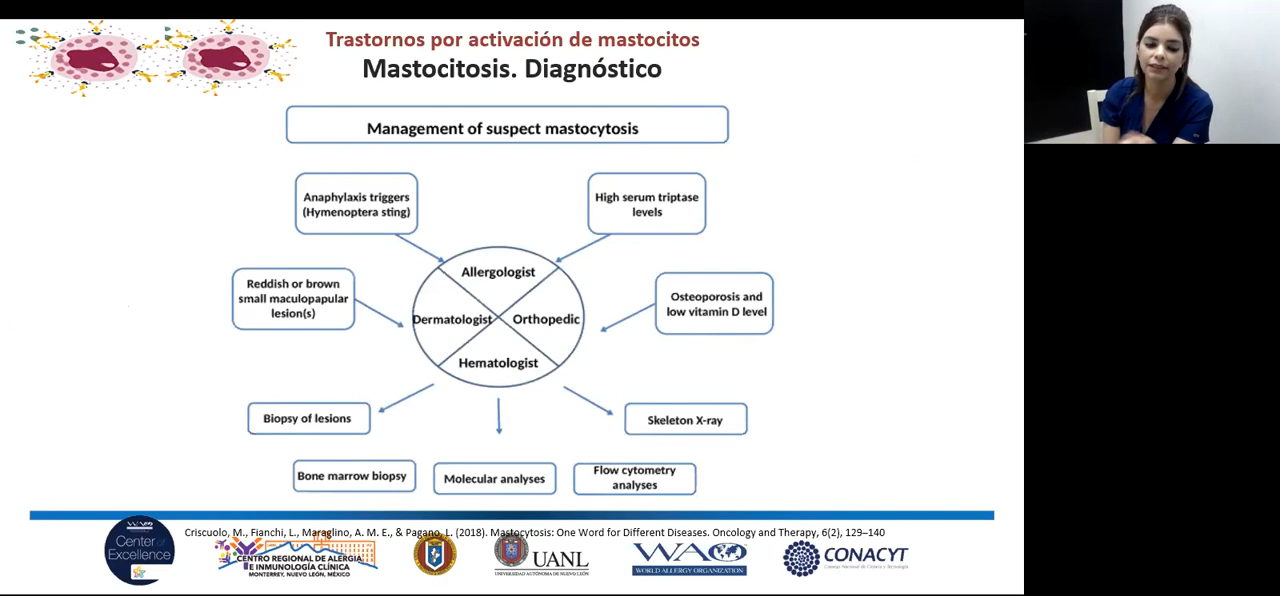 Trastornos por activación de mastocitos
Mastocitosis. Diagnóstico
Management of suspect mastocytosis
Anaphylaxis triggers
(Hymenoptera sting)
High serum triptase
levels
Reddish or brown
small maculopapular
lesion(s)
Osteoporosis and
low vitamin D level
Allergologist
Dermatologist
Orthopedic
Hematologist
Biopsy of lesions
Skeleton X-ray
Bone marrow biopsy
Molecular analyses
Flow cytometry
analyses
Criscuolo, M., Fianchi, L., Maraglino, A. M. E., & Pagano, L. (2018). Mastocytosis: One Word for Different Diseases. Oncology and Therapy, 6(2), 129–140
WAO
Center of
Excellence
CENTRO REGIONAL DE ALERGIA
E INMUNOLOGÍA CLÍNICA
MONTERREY, NUEVO LEÓN, MÉXICO
UANL
UNIVERSIDAD AUTÓNOMA DE NUEVO LEÓN
WAO
WORLD ALLERGY ORGANIZATION
CONACYT
Consejo Nacional de Ciencia y Tecnología